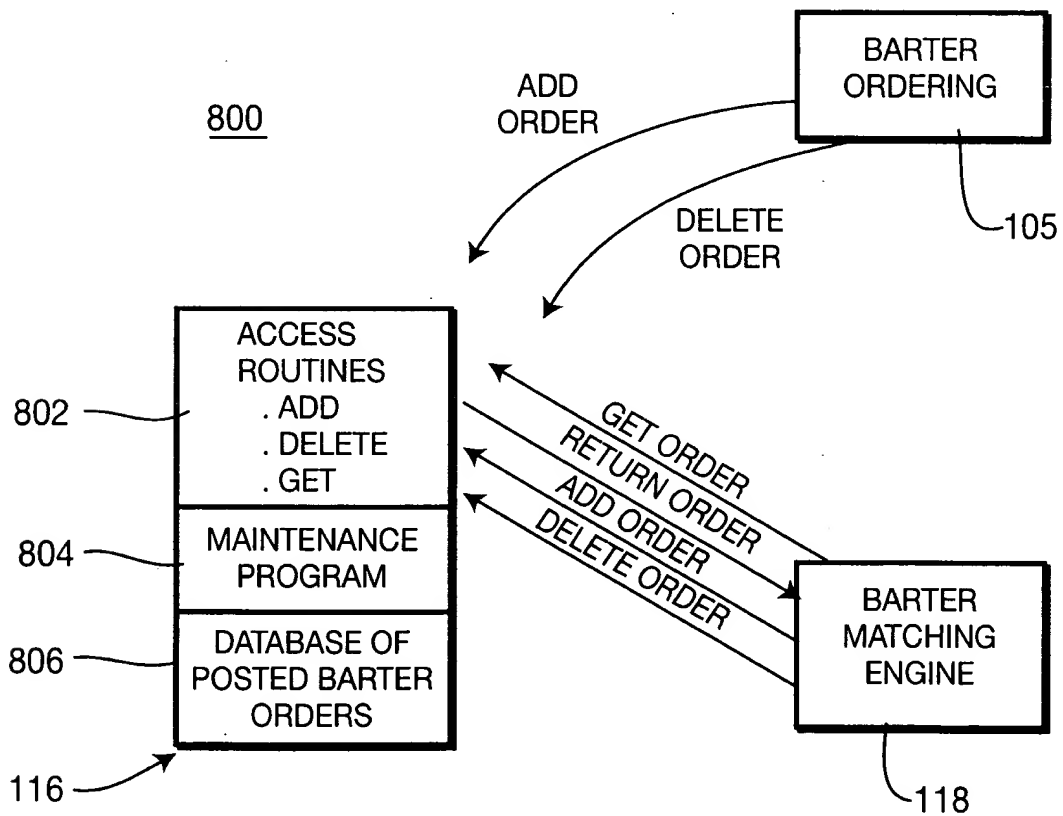 BARTER
ORDERING
105
ADD
ORDER
800
DELETE
ORDER
ACCESS
ROUTINES
. ADD
. DELETE
. GET
802
MAINTENANCE
PROGRAM
804
DATABASE OF
POSTED BARTER
ORDERS
806
116
GET ORDER
RETURN ORDER
ADD ORDER
DELETE ORDER
BARTER
MATCHING
ENGINE
118